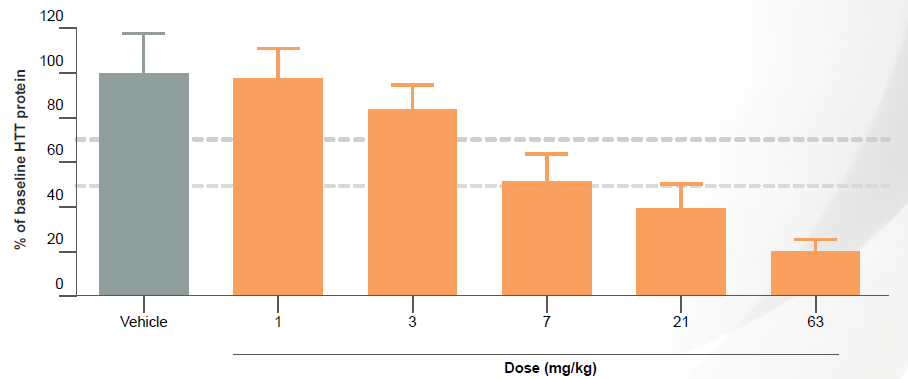 % of baseline HTT protein
120
100
80
60
40
20
0
Vehicle 1 3 7 21 63
Dose (mg/kg)